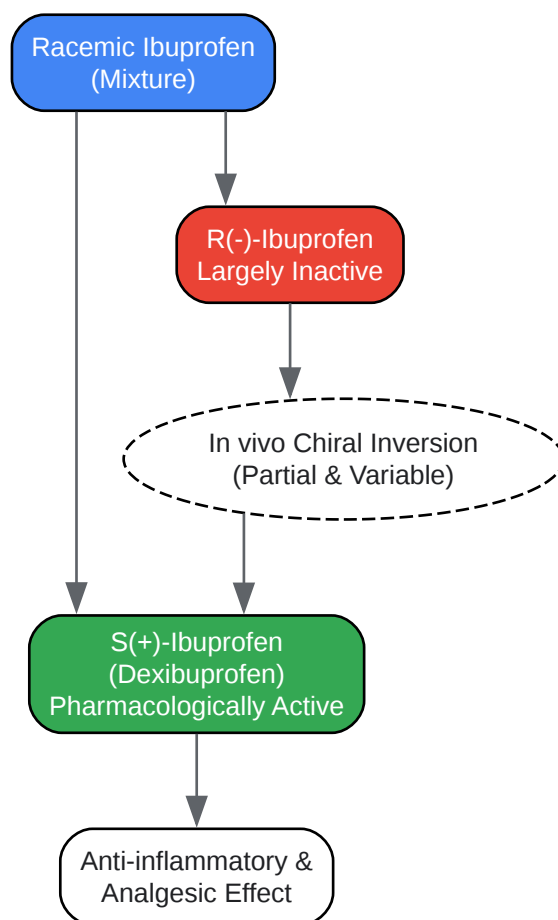 Racemic Ibuprofen
(Mixture)
R(-)-Ibuprofen
Largely Inactive
In vivo Chiral Inversion
(Partial & Variable)
S(+)-Ibuprofen
(Dexibuprofen)
Pharmacologically Active
Anti-inflammatory &
Analgesic Effect